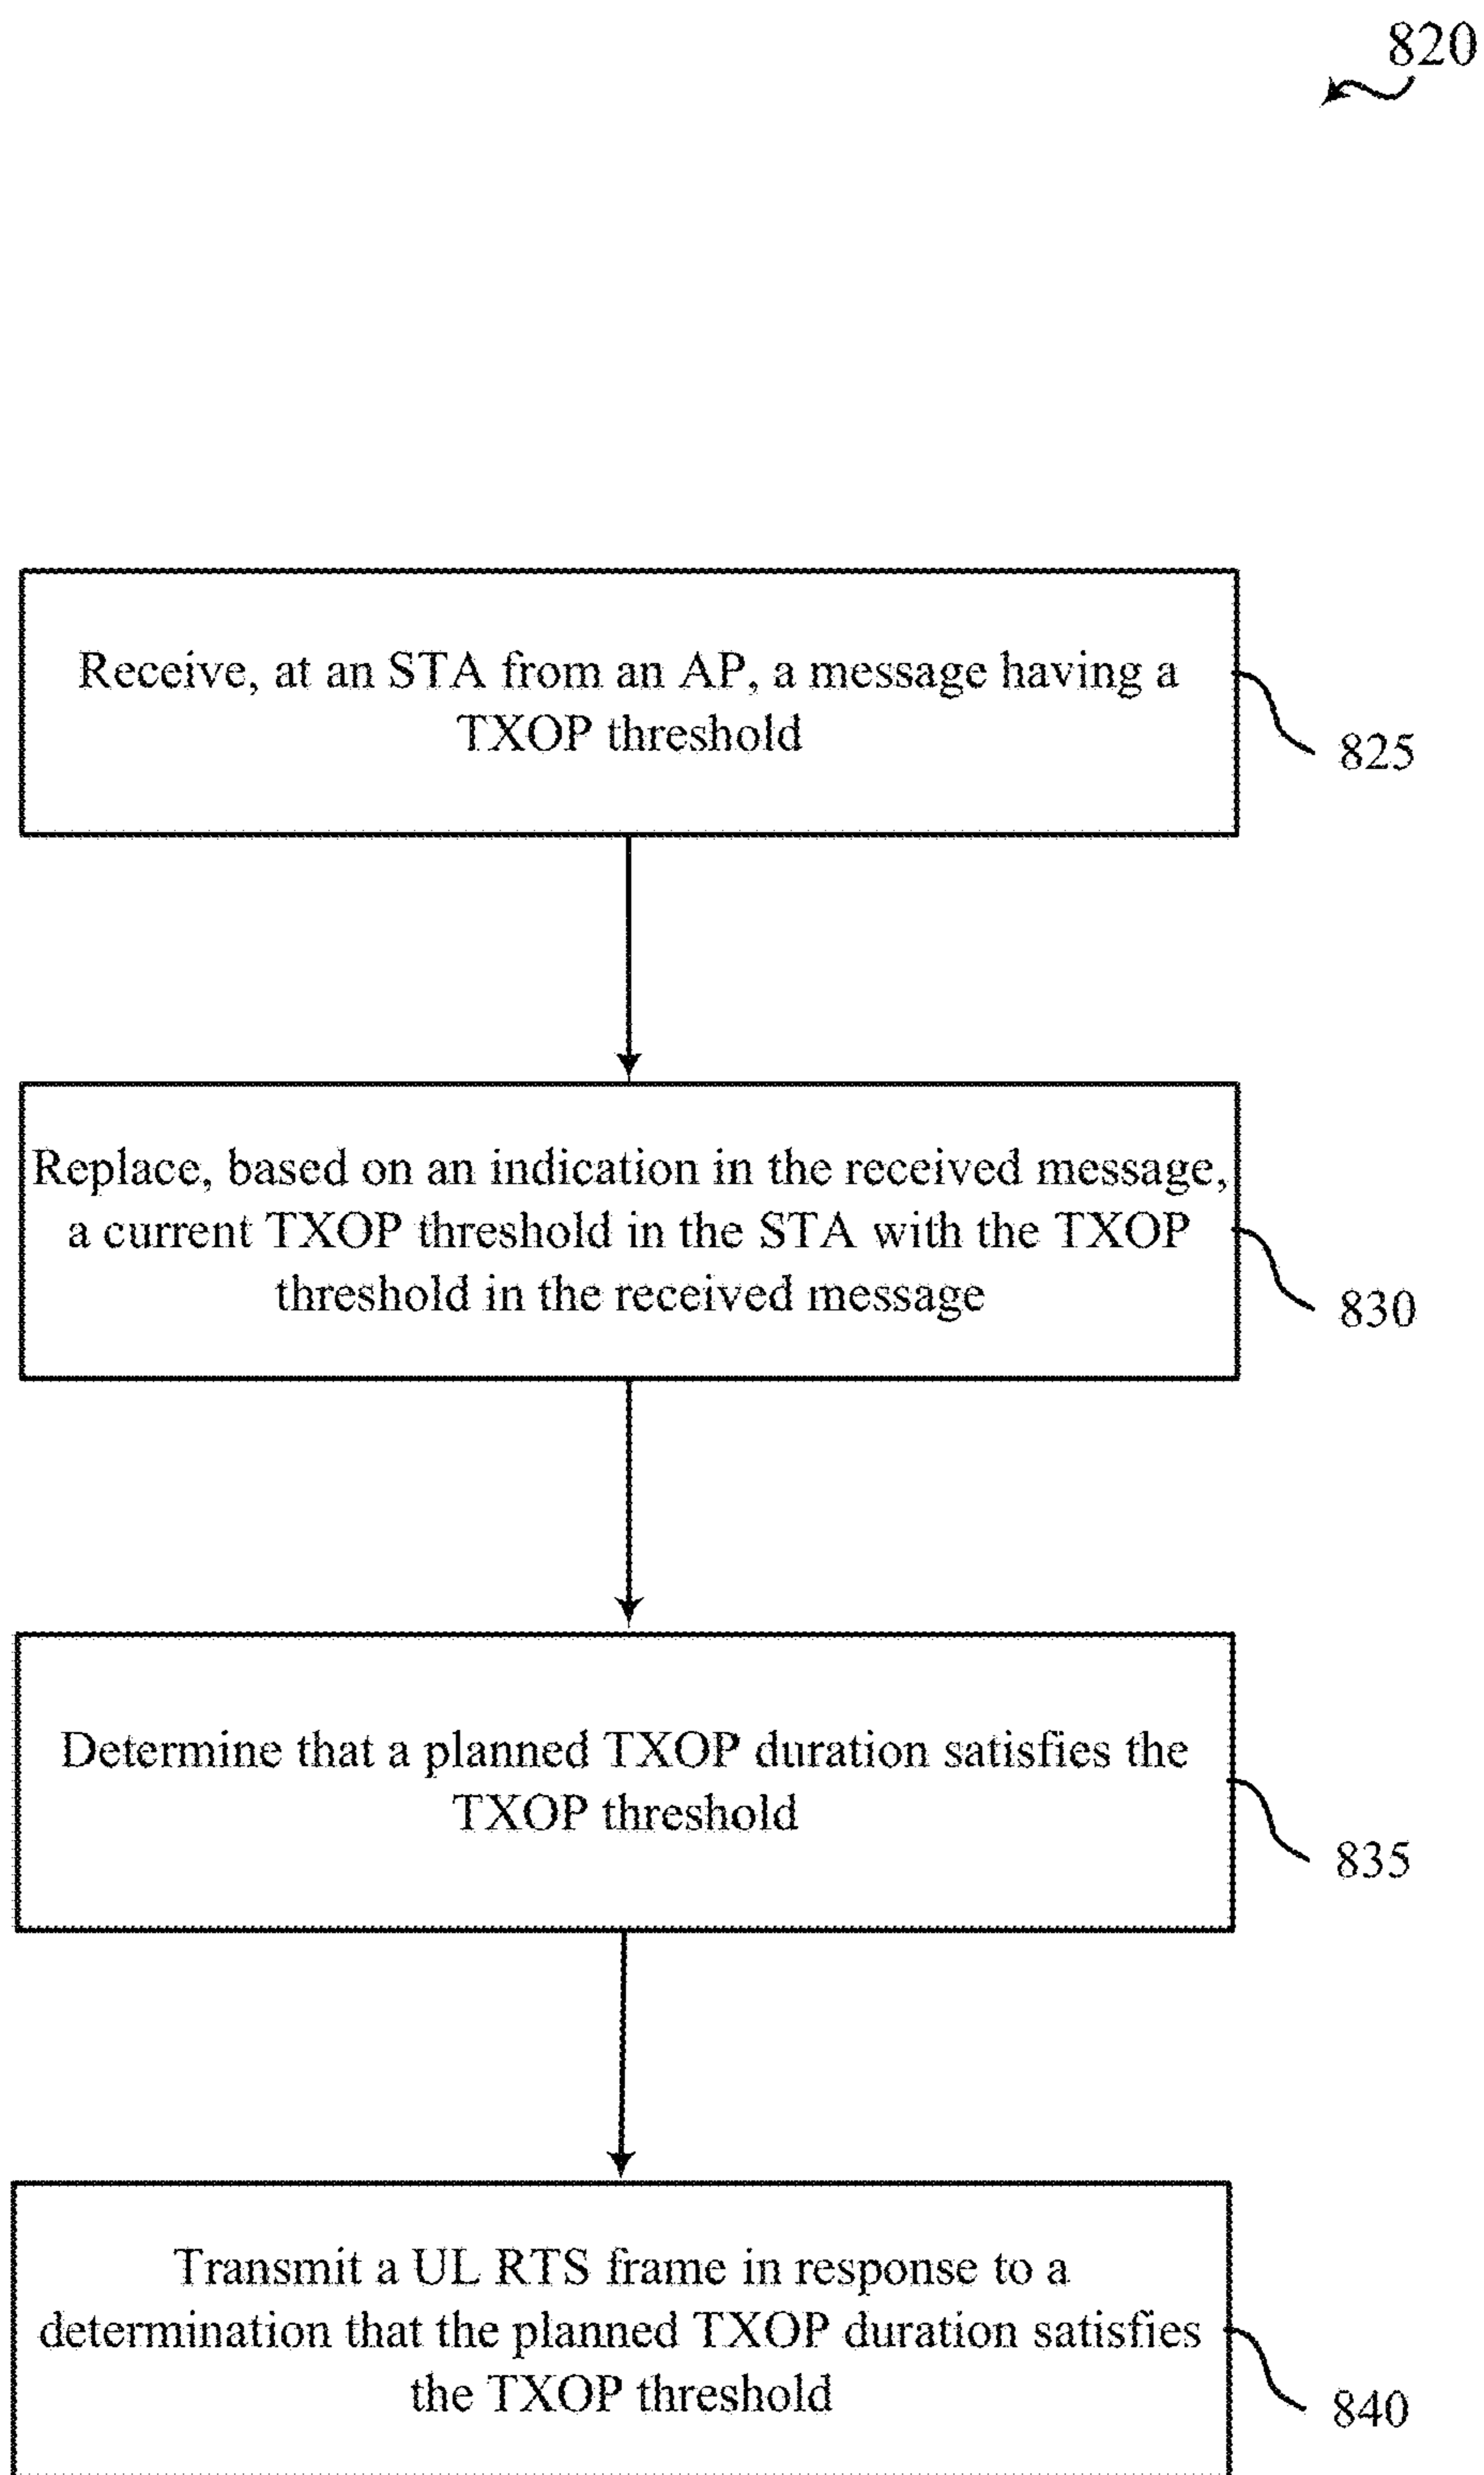 820
Receive, at an STA from an AP, a message having a
TXOP threshold
825
Replace, based on an indication in the received message,
a current TXOP threshold in the STA with the TXOP
threshold in the received message
830
Determine that a planned TXOP duration satisfies the
TXOP threshold
835
Transmit a UL RTS frame in response to a
determination that the planned TXOP duration satisfies
the TXOP threshold
840